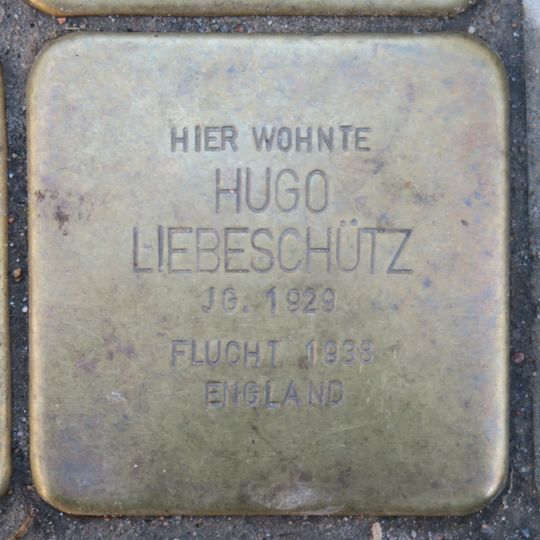 HIER WOHNTE
HUGO
LIEBESCHÜTZ
JG. 1929
FLUCHT 1938
ENGLAND